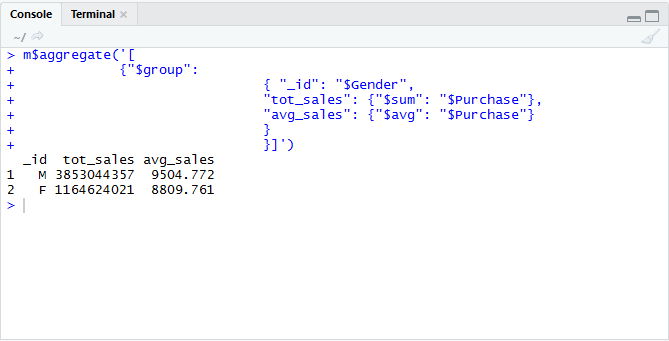 Console Terminal ×
~/
> m$aggregate('[
+ {"$group":
+ { "_id": "$Gender",
+ "tot_sales": {"$sum": "$Purchase"},
+ "avg_sales": {"$avg": "$Purchase"}
+ }
+ }]')
_id tot_sales avg_sales
1 M 3853044357 9504.772
2 F 1164624021 8809.761
>